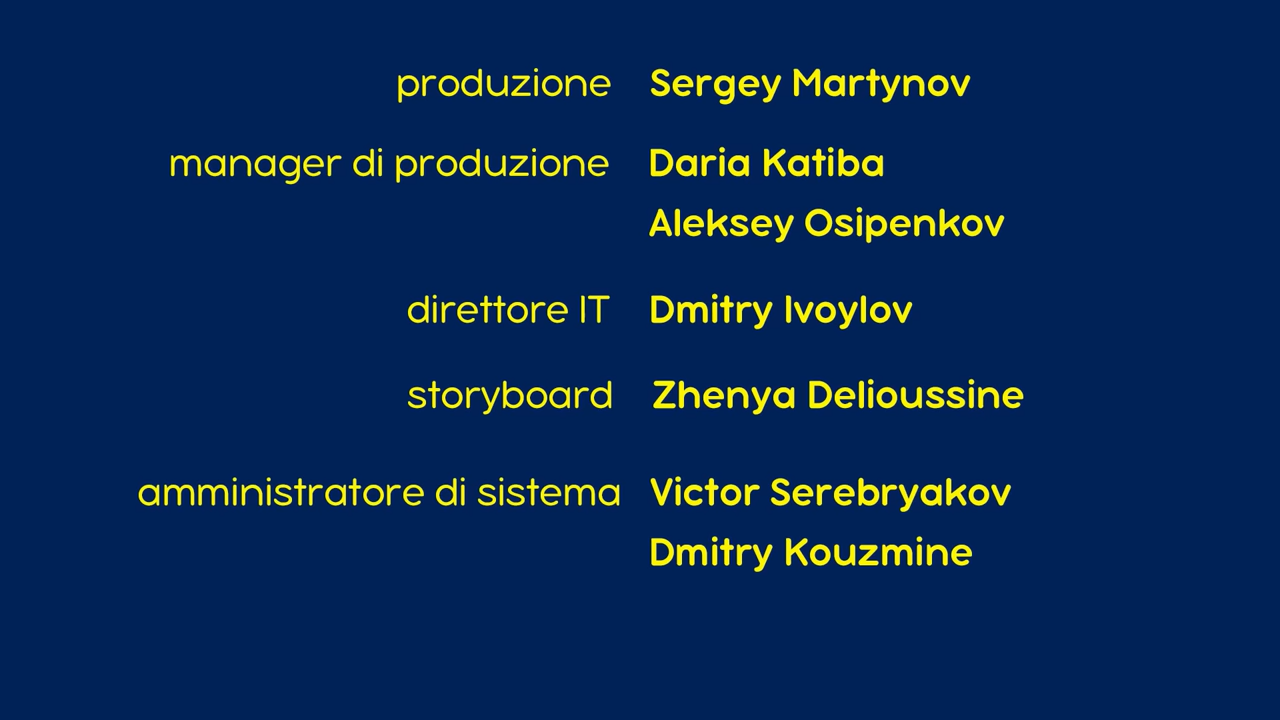 produzione Sergey Martynov
manager di produzione Daria Katiba
Aleksey Osipenkov
direttore IT Dmitry Ivoylov
storyboard Zhenya Delioussine
amministratore di sistema Victor Serebryakov
Dmitry Kouzmine